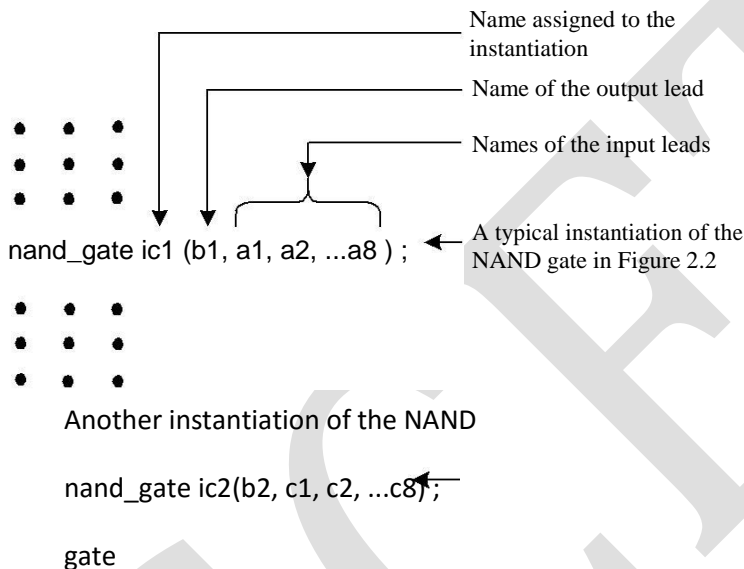 Name assigned to the
instantiation
Name of the output lead
Names of the input leads
nand_gate ic1 (b1, a1, a2, ...a8 ) ;
A typical instantiation of the
NAND gate in Figure 2.2
Another instantiation of the NAND
nand_gate ic2(b2, c1, c2, ...c8) ;
gate